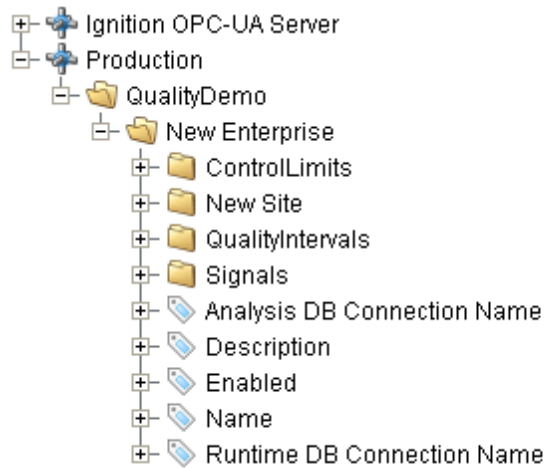 Ignition OPC-UA Server
Production
QualityDemo
New Enterprise
ControlLimits
New Site
QualityIntervals
Signals
Analysis DB Connection Name
Description
Enabled
Name
Runtime DB Connection Name